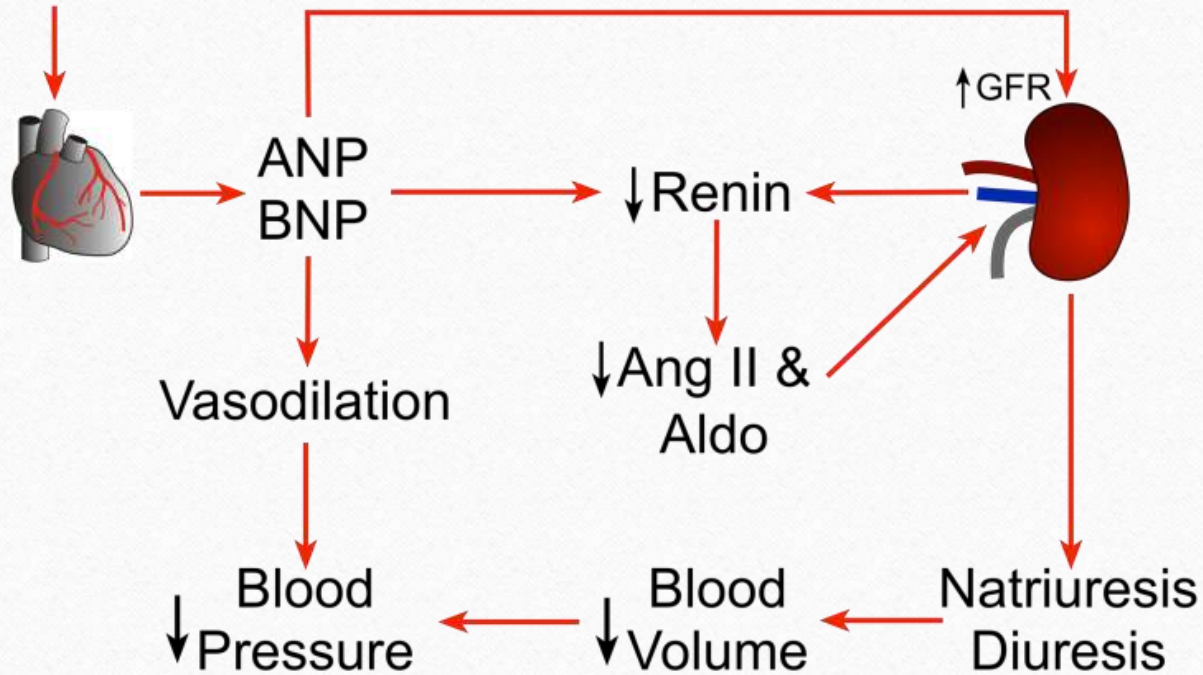 ↑GFR
ANP
BNP
↓Renin
↓Ang II &
Aldo
Vasodilation
↓Blood
Pressure
↓Blood
Volume
Natriuresis
Diuresis